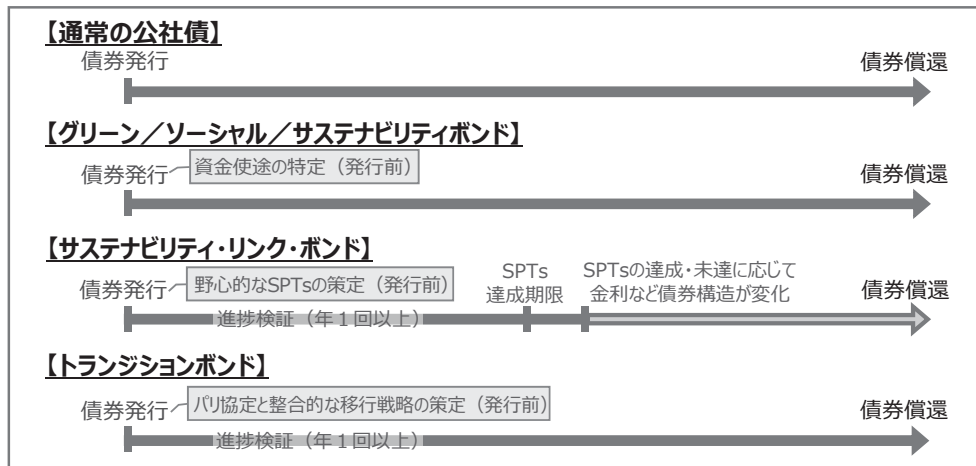 【通常の公社債】
債券発行 債券償還
【グリーン／ソーシャル／サステナビリティボンド】
債券発行 資金使途の特定（発行前） 債券償還
【サステナビリティ・リンク・ボンド】
債券発行 野心的なSPTsの策定（発行前） SPTs
達成期限 SPTsの達成・未達に応じて
金利など債券構造が変化 債券償還
進捗検証（年１回以上）
【トランジションボンド】
債券発行 パリ協定と整合的な移行戦略の策定（発行前） 債券償還
進捗検証（年１回以上）